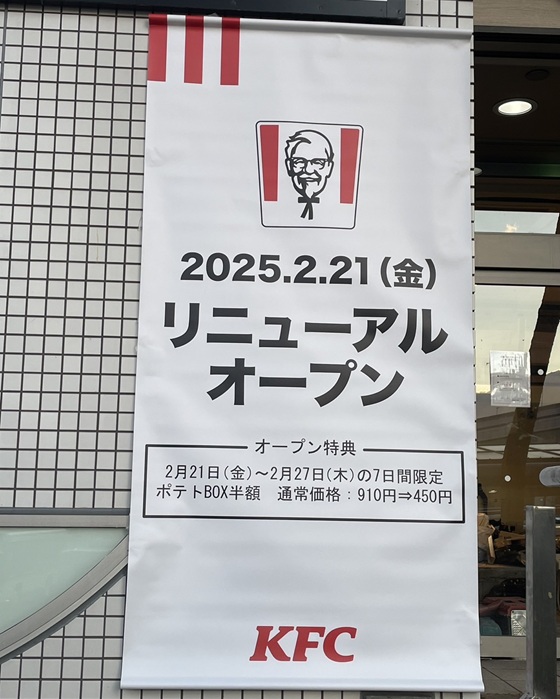 2025.2.21(金)
リニューアル
オープン
オープン特典
2月21日(金)～2月27日(木)の7日間限定
ポテトBOX半額　通常価格：910円⇒450円
KFC